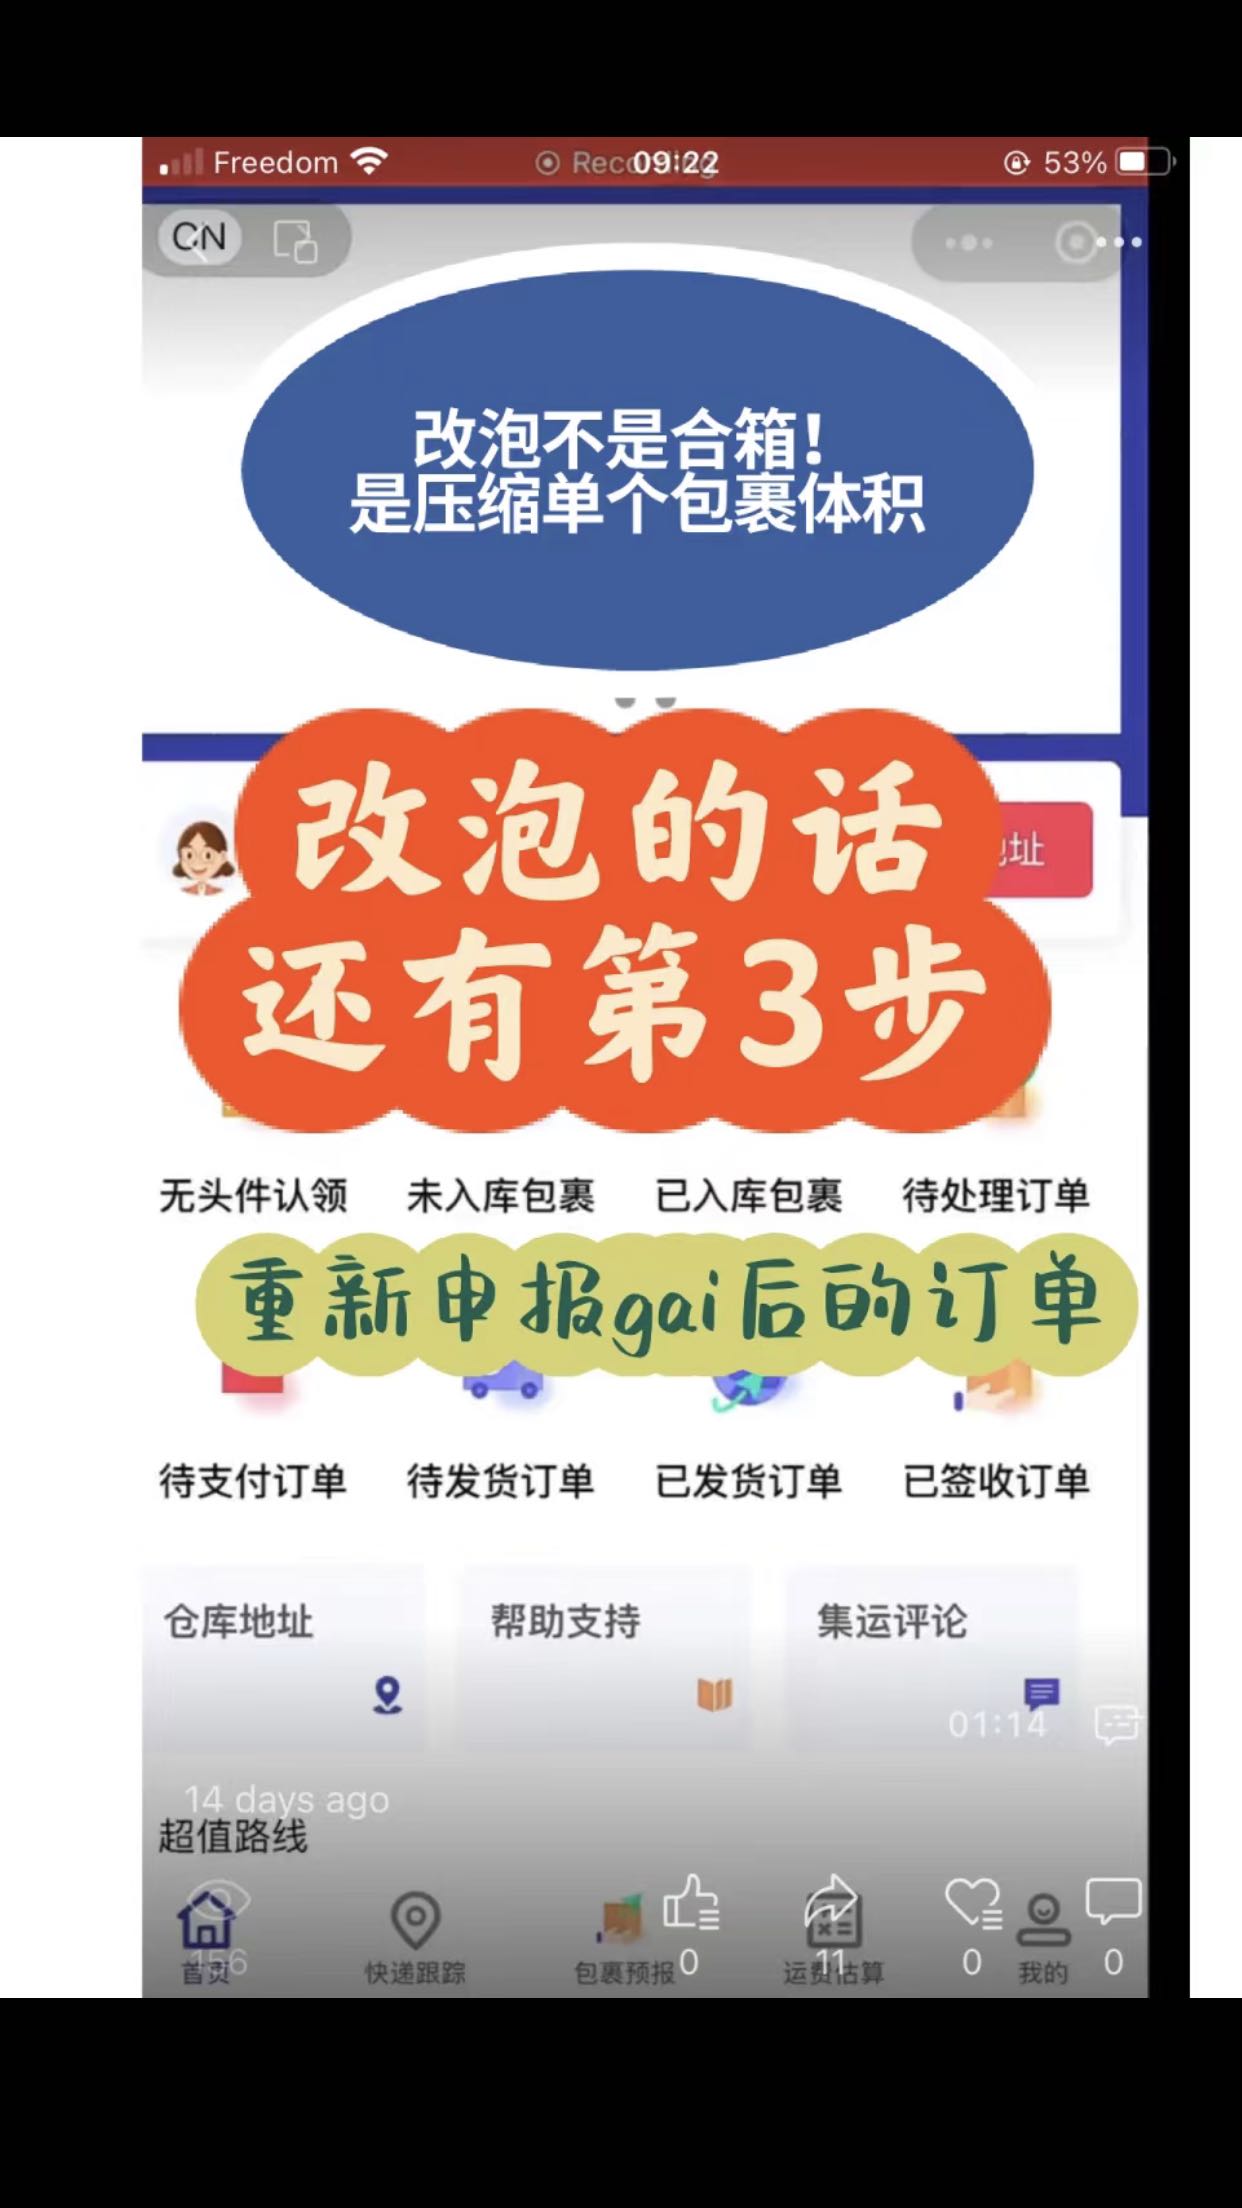 Freedom
Recording
09:22
53%
CN
改泡不是合箱！
是压缩单个包裹体积
改泡的话
还有第3步
地址
无头件认领 未入库包裹 已入库包裹 待处理订单
重新申报gai后的订单
待支付订单 待发货订单 已发货订单 已签收订单
仓库地址 帮助支持 集运评论
01:14
14 days ago
超值路线
156 0 11 0 0
首页 快递跟踪 包裹预报 运费估算 我的